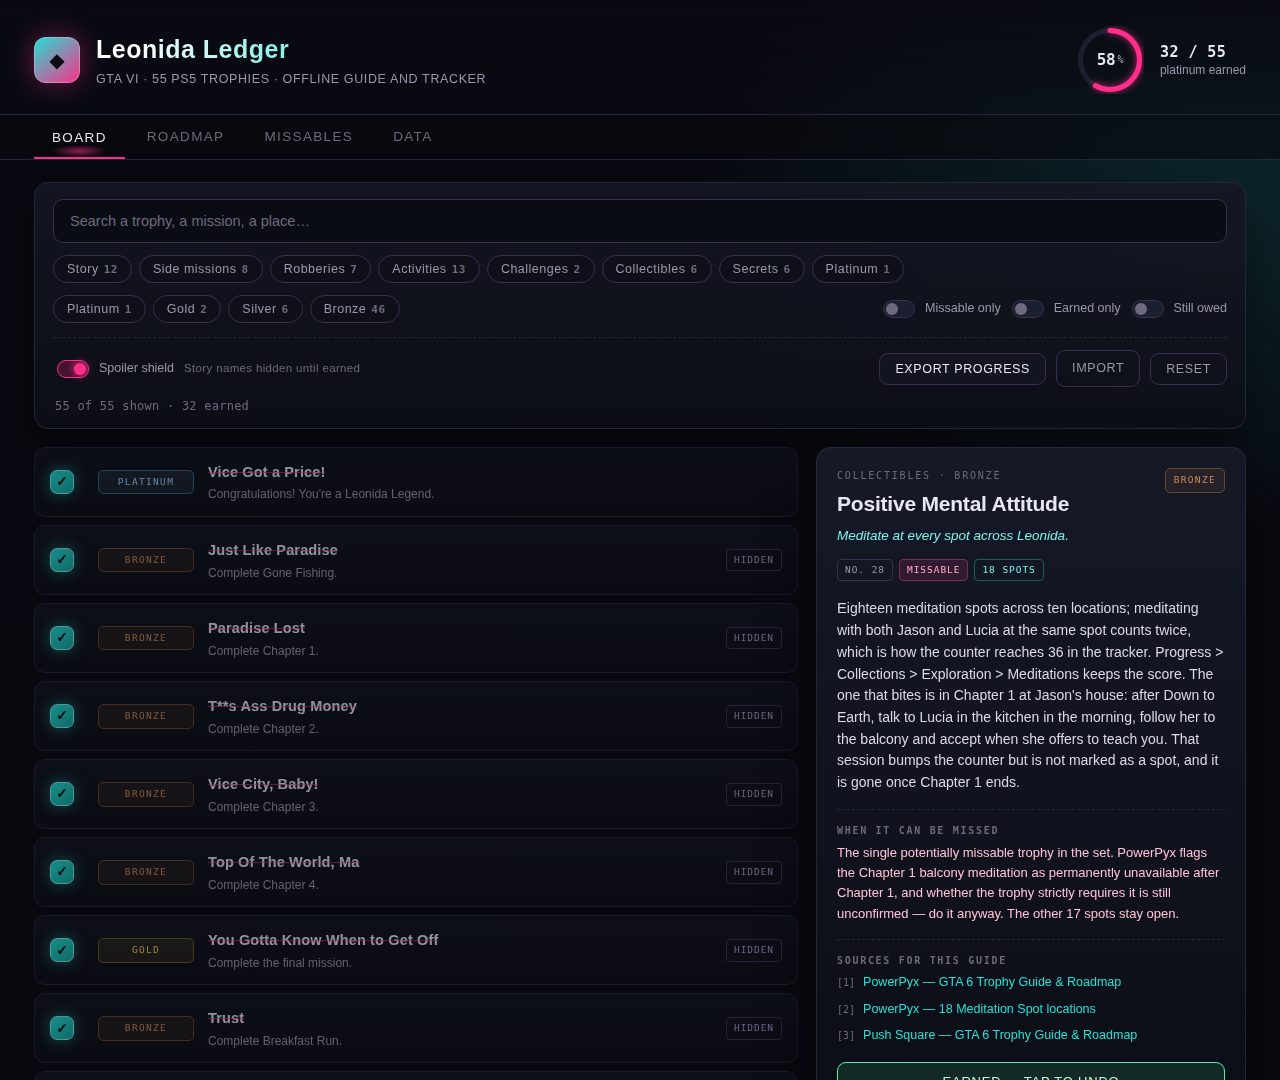 Leonida Ledger
GTA VI · 55 PS5 TROPHIES · OFFLINE GUIDE AND TRACKER
58%
32 / 55
platinum earned
BOARD ROADMAP MISSABLES DATA
Search a trophy, a mission, a place…
Story 12 Side missions 8 Robberies 7 Activities 13 Challenges 2 Collectibles 6 Secrets 6 Platinum 1
Platinum 1 Gold 2 Silver 6 Bronze 46 Missable only Earned only Still owed
Spoiler shield Story names hidden until earned EXPORT PROGRESS IMPORT RESET
55 of 55 shown · 32 earned
✓ PLATINUM Vice Got a Price!
Congratulations! You're a Leonida Legend.
✓ BRONZE Just Like Paradise HIDDEN
Complete Gone Fishing.
✓ BRONZE Paradise Lost HIDDEN
Complete Chapter 1.
✓ BRONZE T**s Ass Drug Money HIDDEN
Complete Chapter 2.
✓ BRONZE Vice City, Baby! HIDDEN
Complete Chapter 3.
✓ BRONZE Top Of The World, Ma HIDDEN
Complete Chapter 4.
✓ GOLD You Gotta Know When to Get Off HIDDEN
Complete the final mission.
✓ BRONZE Trust HIDDEN
Complete Breakfast Run.
COLLECTIBLES · BRONZE
BRONZE
Positive Mental Attitude
Meditate at every spot across Leonida.
NO. 28 MISSABLE 18 SPOTS
Eighteen meditation spots across ten locations; meditating
with both Jason and Lucia at the same spot counts twice,
which is how the counter reaches 36 in the tracker. Progress >
Collections > Exploration > Meditations keeps the score. The
one that bites is in Chapter 1 at Jason's house: after Down to
Earth, talk to Lucia in the kitchen in the morning, follow her to
the balcony and accept when she offers to teach you. That
session bumps the counter but is not marked as a spot, and it
is gone once Chapter 1 ends.
WHEN IT CAN BE MISSED
The single potentially missable trophy in the set. PowerPyx flags
the Chapter 1 balcony meditation as permanently unavailable after
Chapter 1, and whether the trophy strictly requires it is still
unconfirmed — do it anyway. The other 17 spots stay open.
SOURCES FOR THIS GUIDE
[1] PowerPyx — GTA 6 Trophy Guide & Roadmap
[2] PowerPyx — 18 Meditation Spot locations
[3] Push Square — GTA 6 Trophy Guide & Roadmap
EARNED — TAP TO UNDO